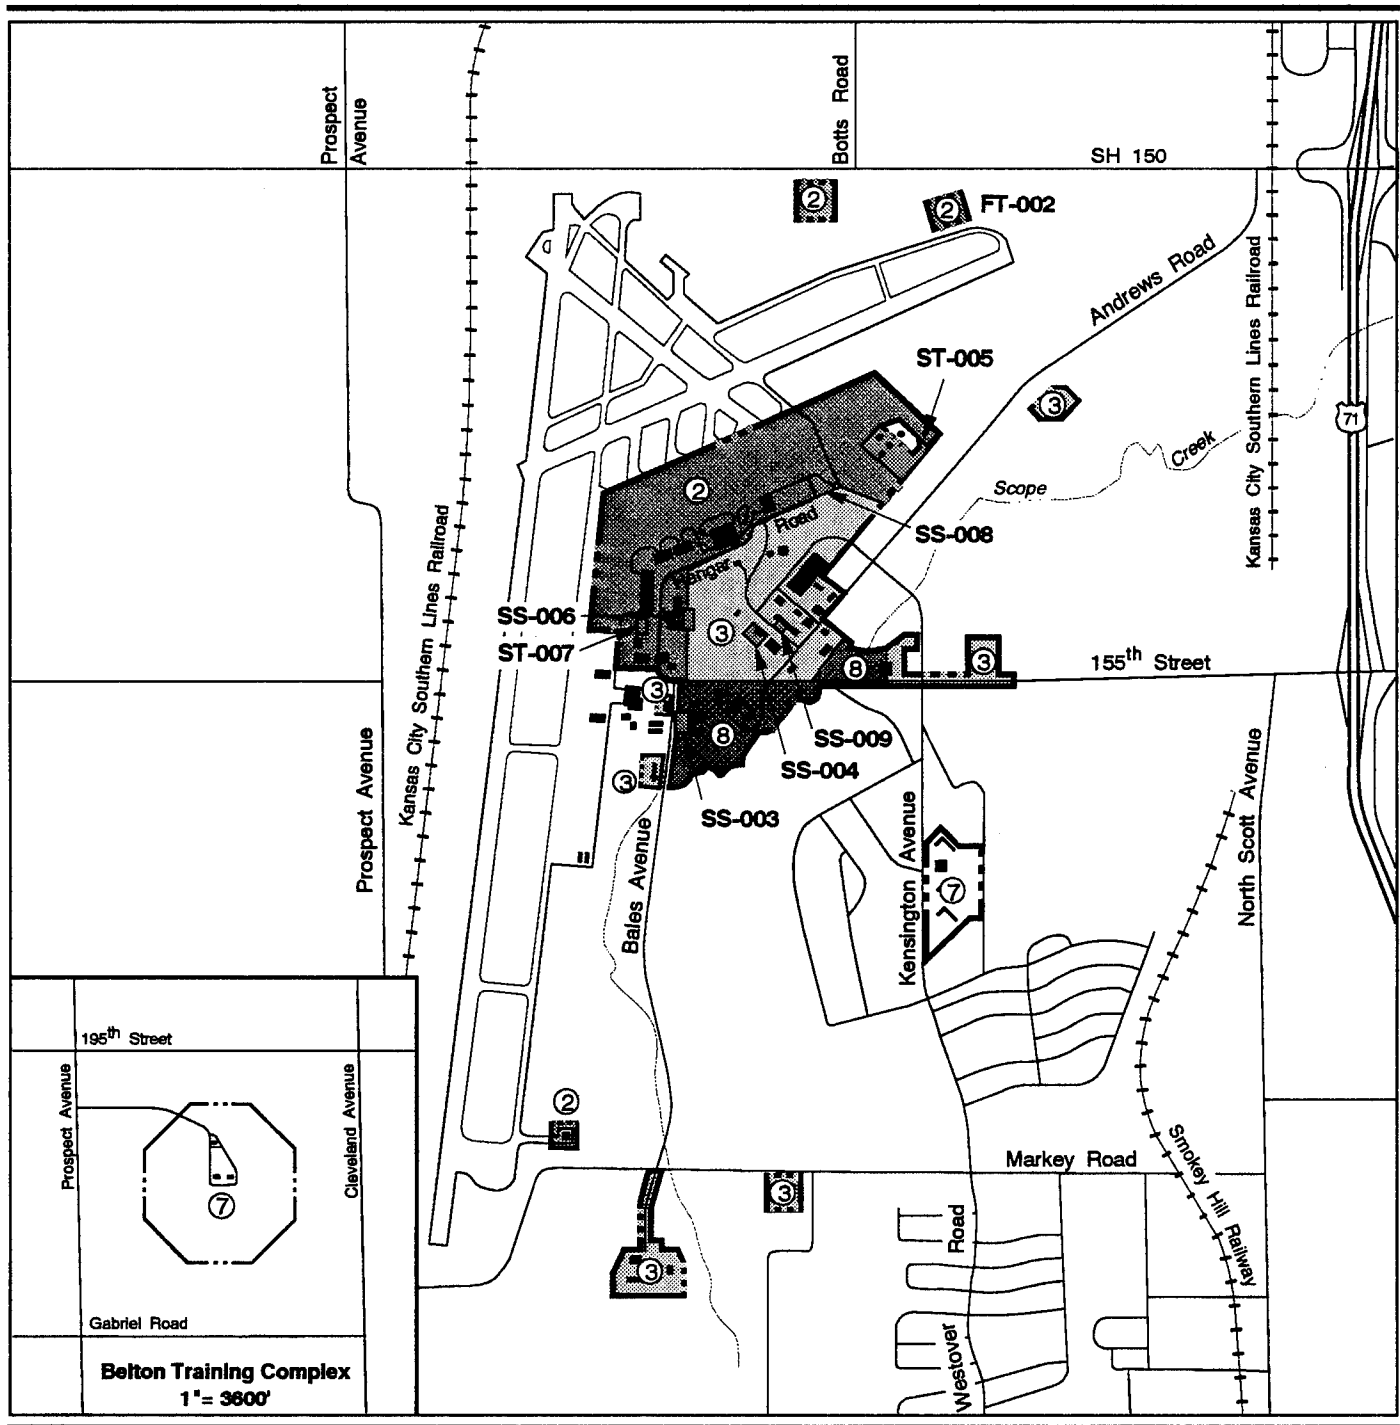 Prospect
Avenue
Botts Road
SH 150
②
②
FT-002
Andrews Road
Kansas City Southern Lines Railroad
71
ST-005
③
Creek
Scope
②
Road
SS-008
Hangar
Kansas City Southern Lines Railroad
SS-006
③
ST-007
⑧
③
155th Street
③
⑧
SS-009
SS-004
③
SS-003
Prospect Avenue
Bales Avenue
Kensington Avenue
⑦
North Scott Avenue
195th Street
Prospect Avenue
Cleveland Avenue
⑦
Gabriel Road
Belton Training Complex
1"= 3600'
②
Markey Road
Smokey Hill Railway
③
③
Westover Road